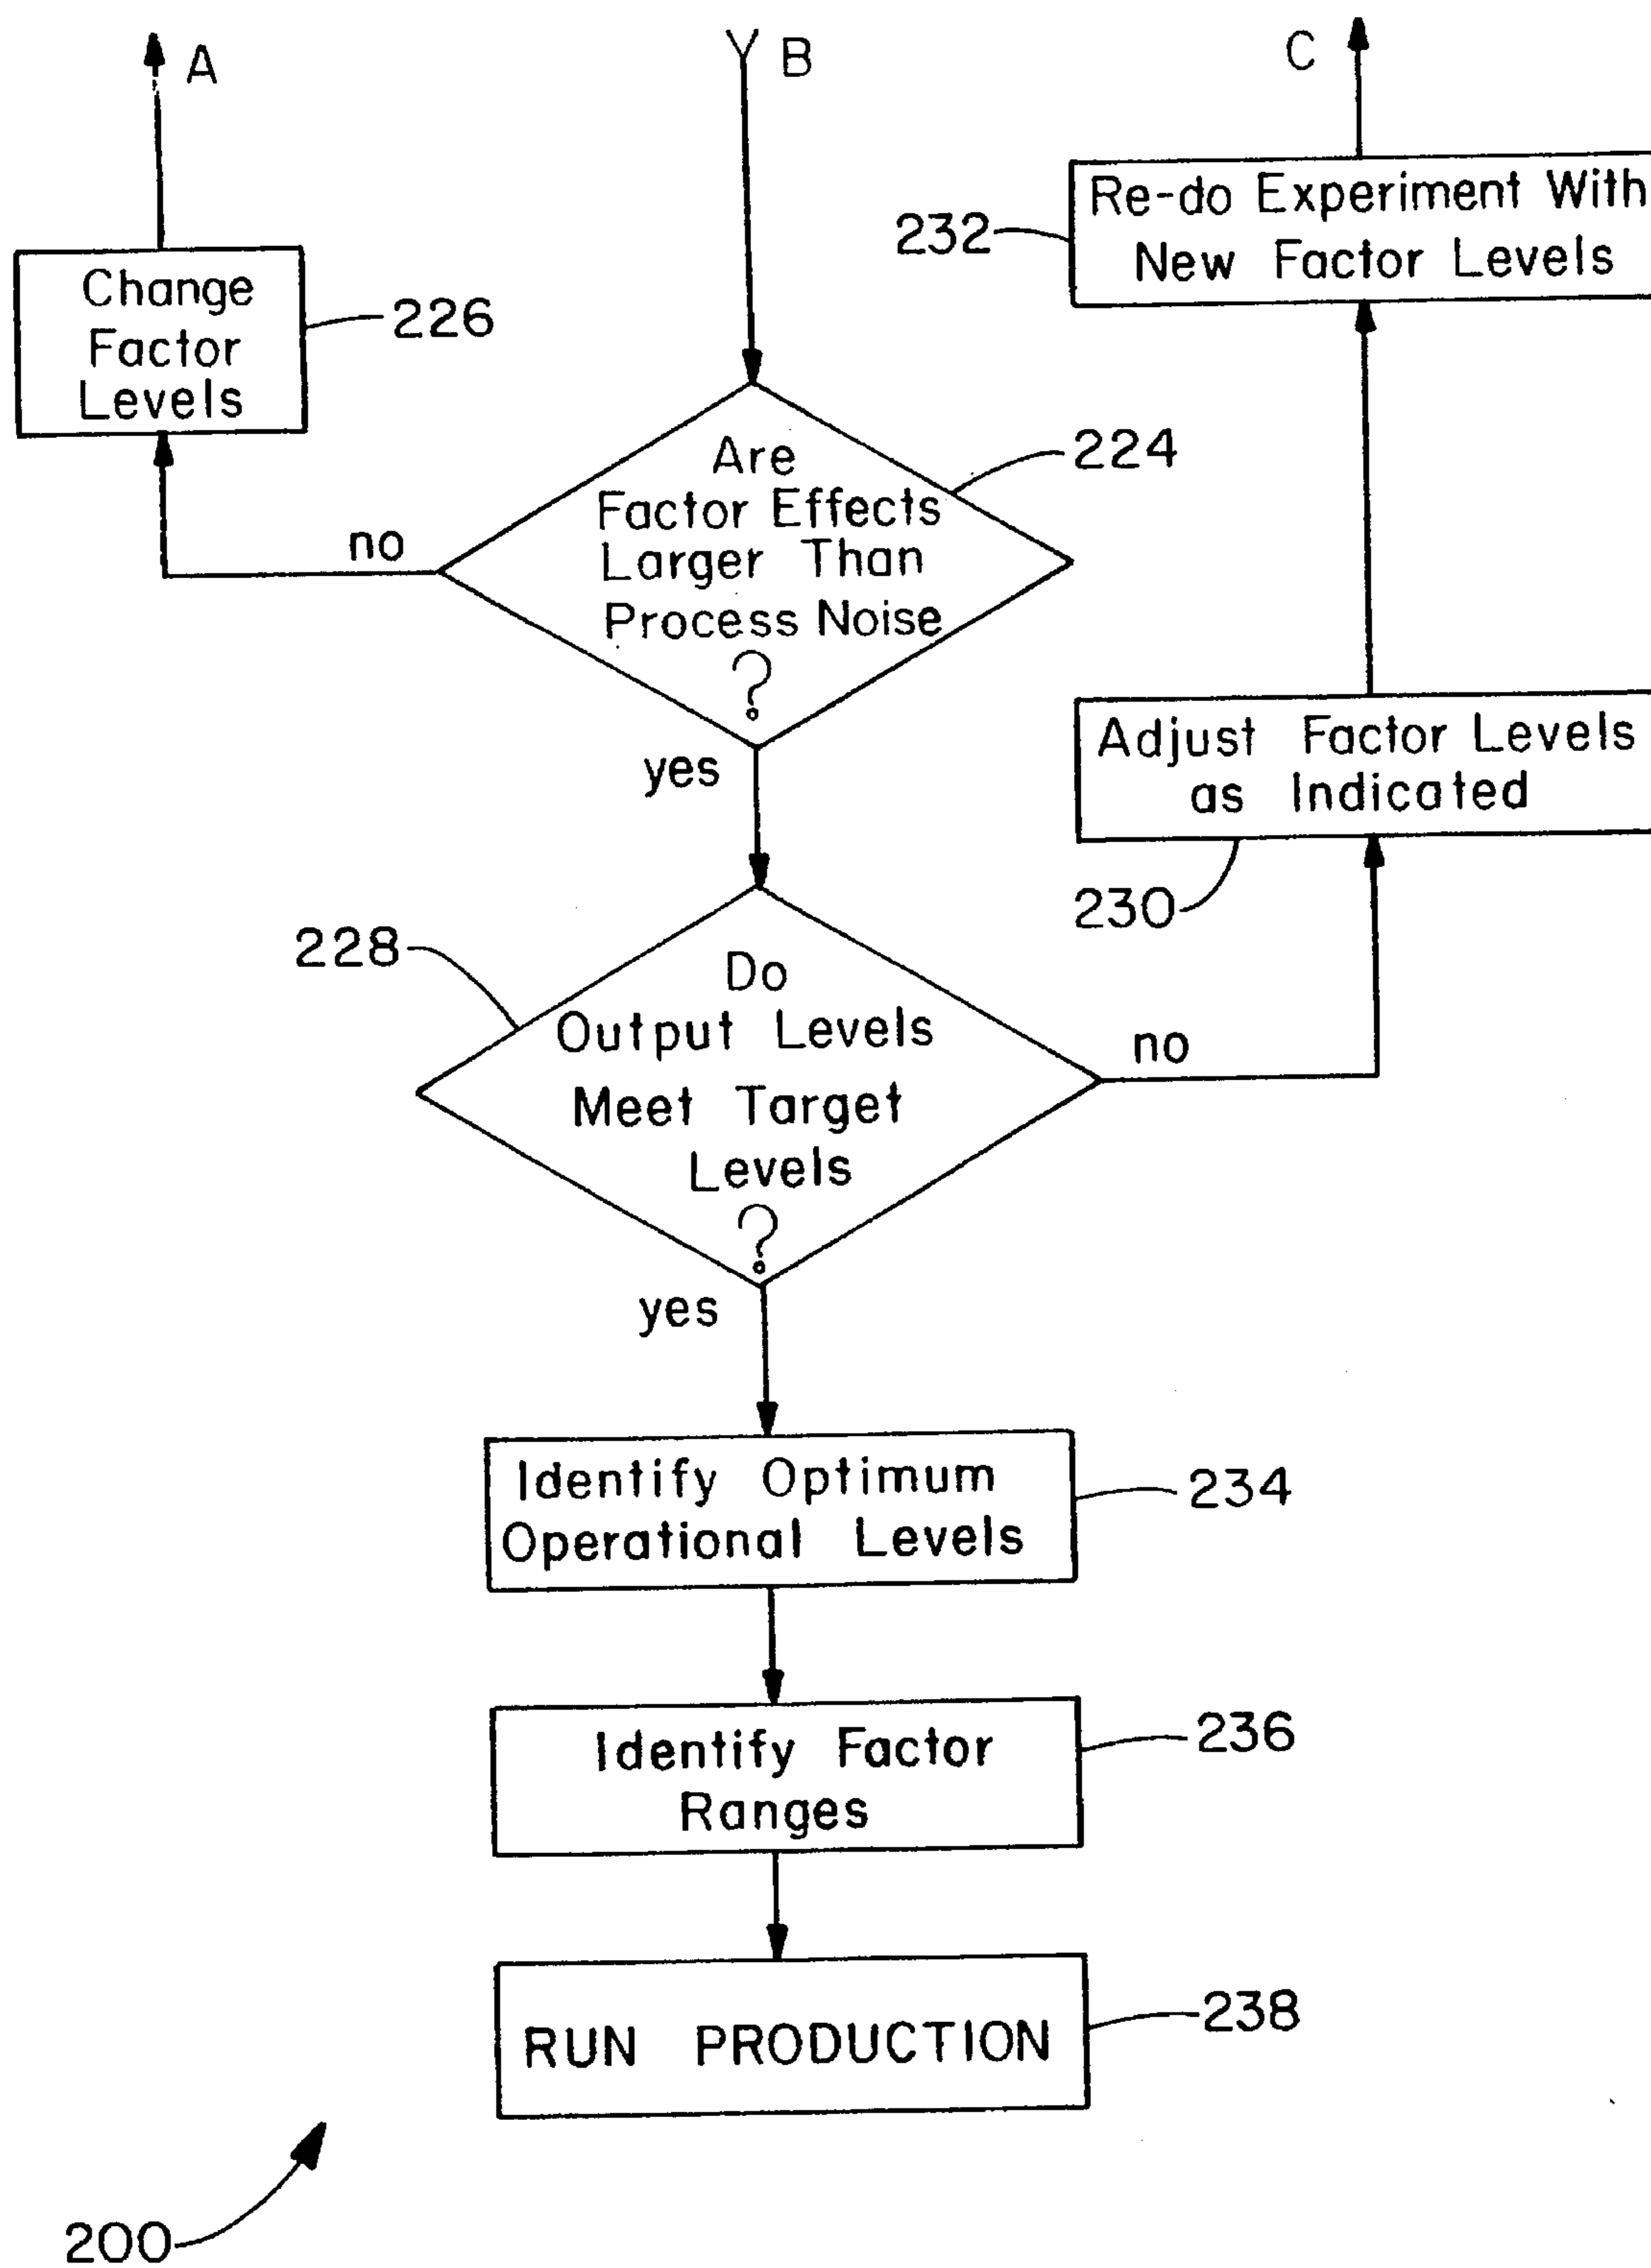 A
B
C
Re-do Experiment With
New Factor Levels
232
Change
Factor
Levels
226
Are
Factor Effects
Larger Than
Process Noise
?
224
no
yes
Adjust Factor Levels
as Indicated
230
228
Do
Output Levels
Meet Target
Levels
?
no
yes
Identify Optimum
Operational Levels
234
Identify Factor
Ranges
236
RUN PRODUCTION
238
200